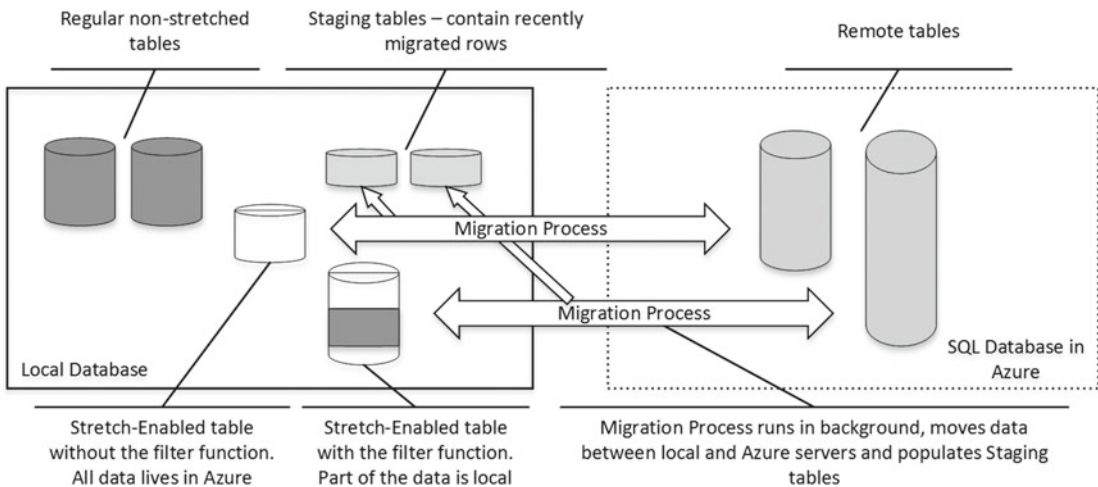 Regular non-stretched
tables
Staging tables – contain recently
migrated rows
Remote tables
Migration Process
Migration Process
Local Database
SQL Database in
Azure
Stretch-Enabled table
without the filter function.
All data lives in Azure
Stretch-Enabled table
with the filter function.
Part of the data is local
Migration Process runs in background, moves data
between local and Azure servers and populates Staging
tables